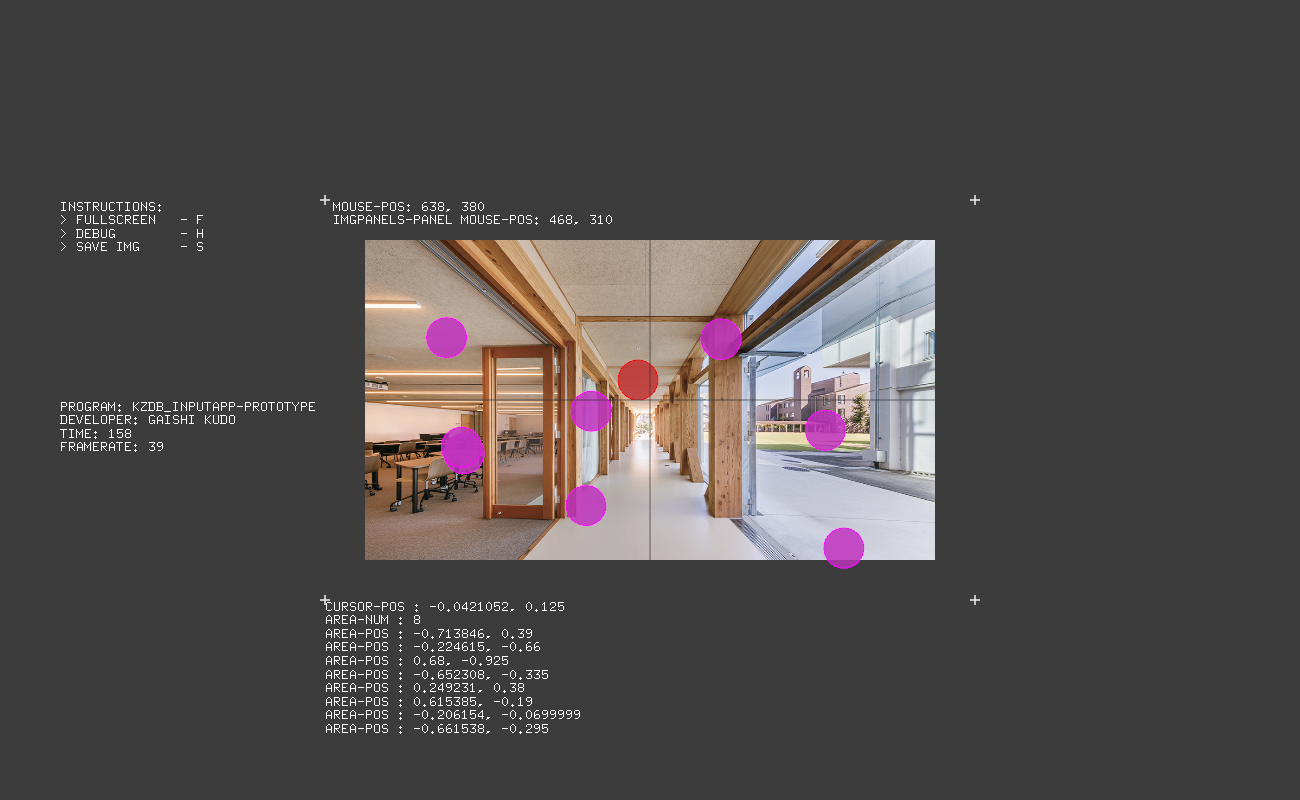 INSTRUCTIONS:
> FULLSCREEN - F
> DEBUG - H
> SAVE IMG - S
MOUSE-POS: 638, 380
IMGPANELS-PANEL MOUSE-POS: 468, 310
PROGRAM: KZDB_INPUTAPP-PROTOTYPE
DEVELOPER: GAISHI KUDO
TIME: 158
FRAMERATE: 39
CURSOR-POS : -0.0421052, 0.125
AREA-NUM : 8
AREA-POS : -0.713846, 0.39
AREA-POS : -0.224615, -0.66
AREA-POS : 0.68, -0.925
AREA-POS : -0.652308, -0.335
AREA-POS : 0.249231, 0.38
AREA-POS : 0.615385, -0.19
AREA-POS : -0.206154, -0.0699999
AREA-POS : -0.661538, -0.295